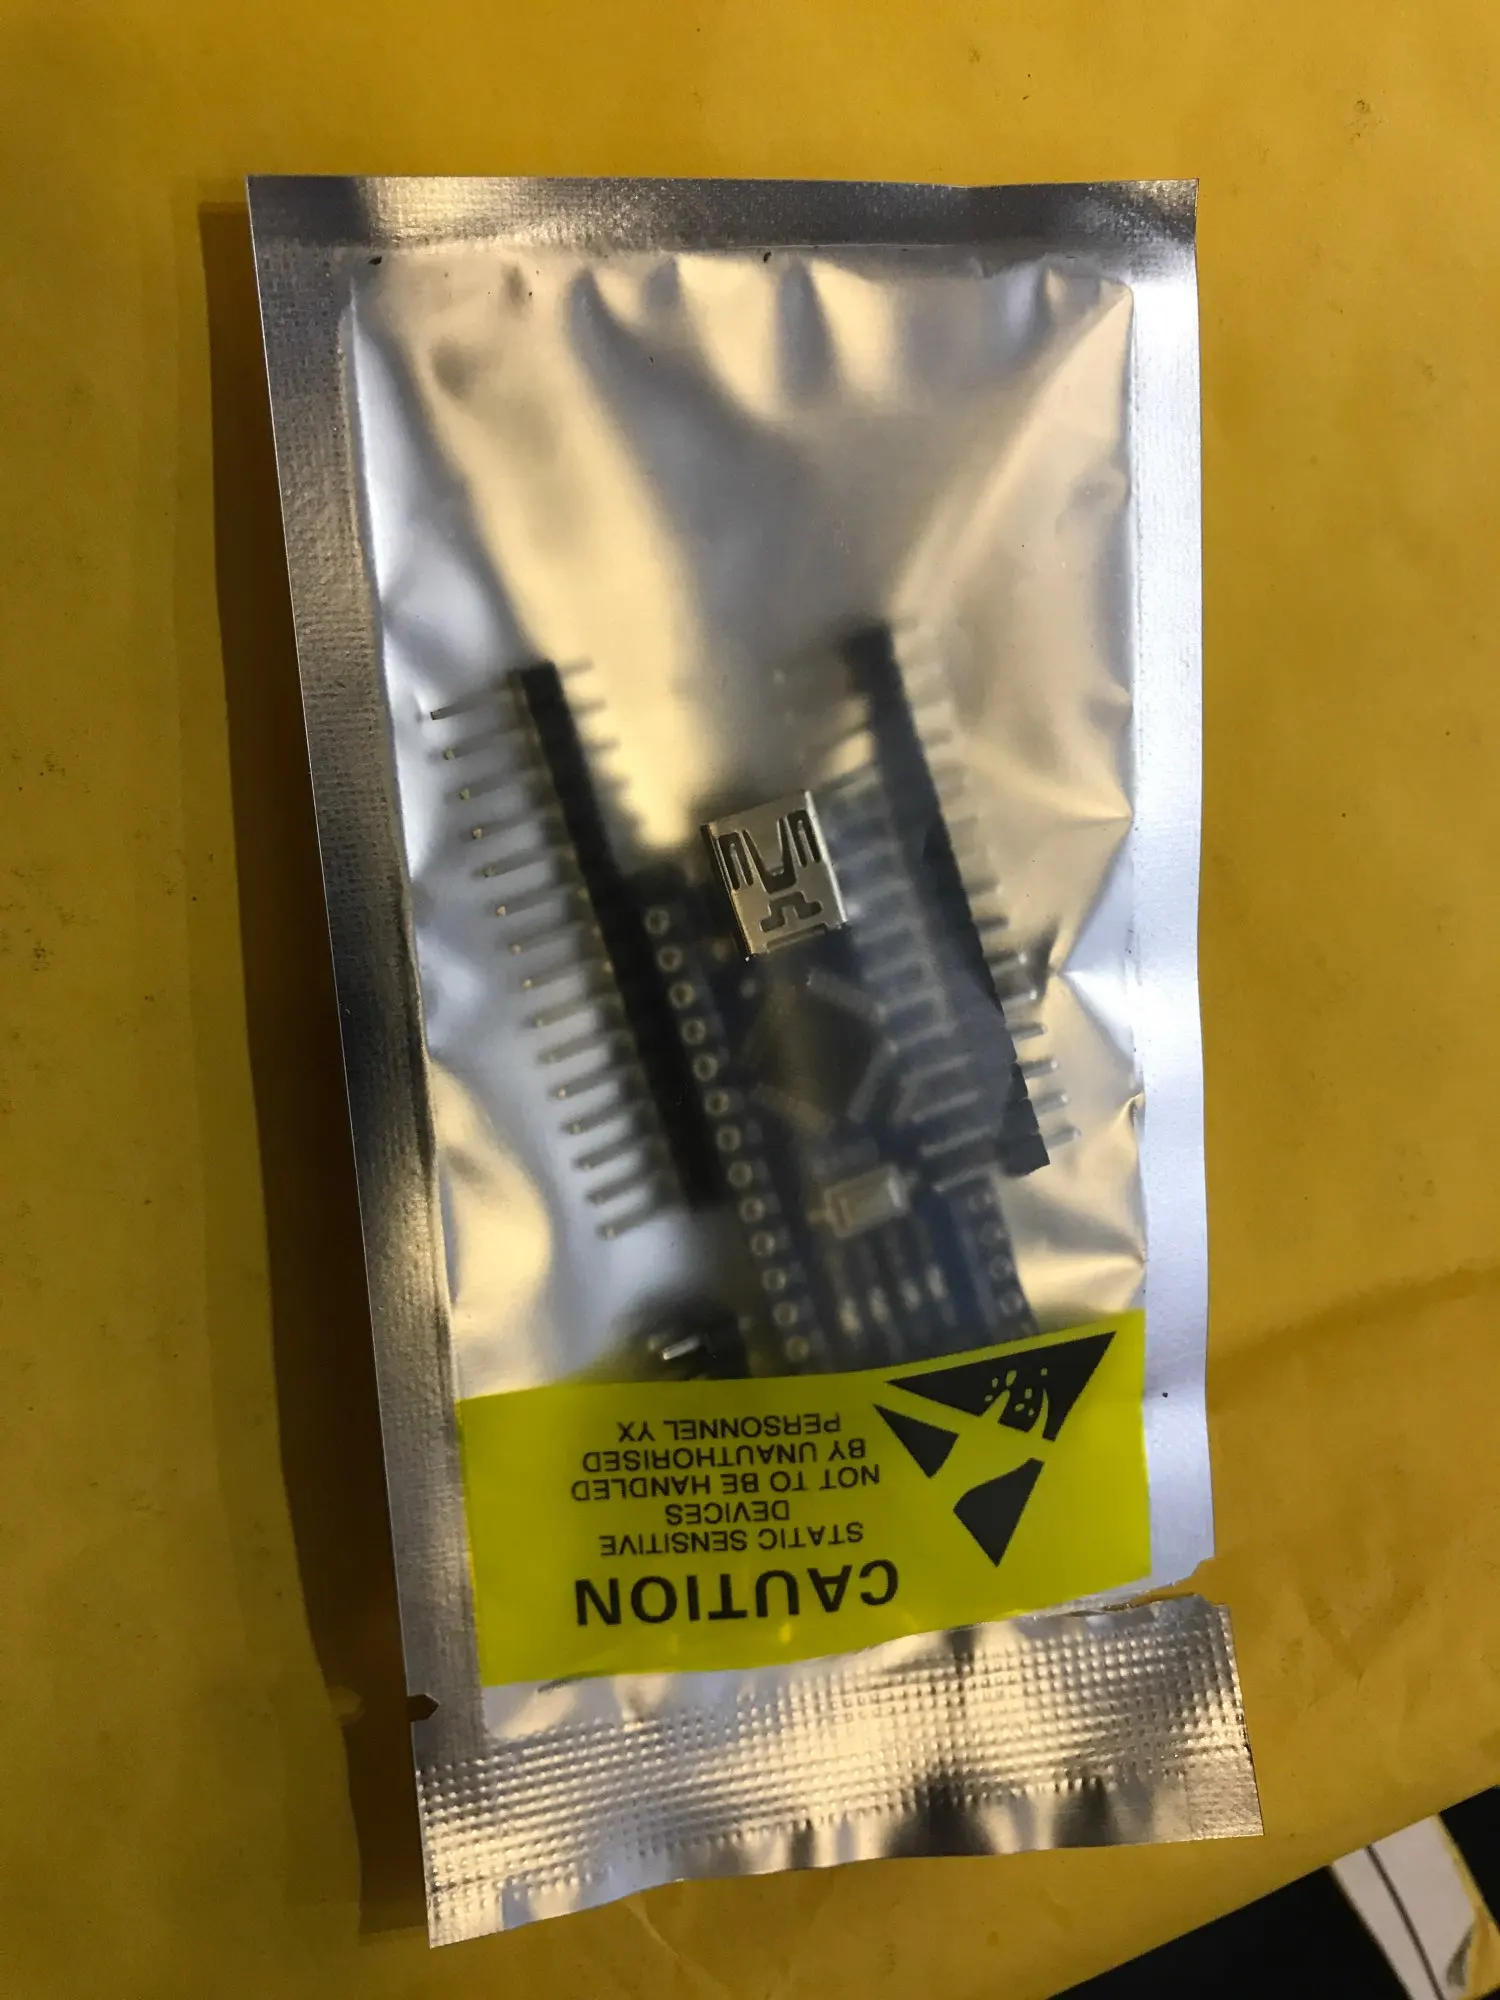 CAUTION
STATIC SENSITIVE
DEVICES
NOT TO BE HANDLED
BY UNAUTHORISED
PERSONNEL YX